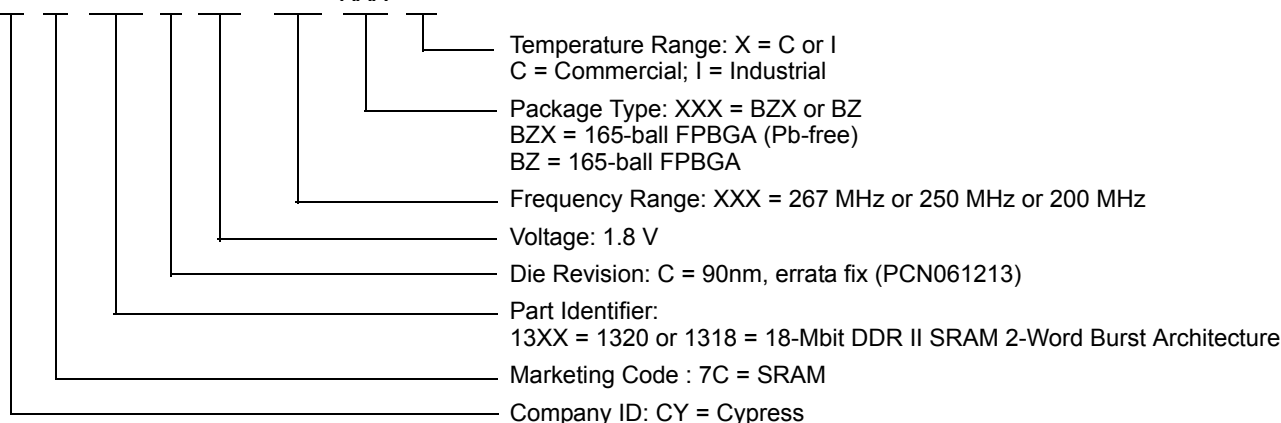 Temperature Range: X = C or I
C = Commercial; I = Industrial
Package Type: XXX = BZX or BZ
BZX = 165-ball FPBGA (Pb-free)
BZ = 165-ball FPBGA
Frequency Range: XXX = 267 MHz or 250 MHz or 200 MHz
Voltage: 1.8 V
Die Revision: C = 90nm, errata fix (PCN061213)
Part Identifier:
13XX = 1320 or 1318 = 18-Mbit DDR II SRAM 2-Word Burst Architecture
Marketing Code : 7C = SRAM
Company ID: CY = Cypress